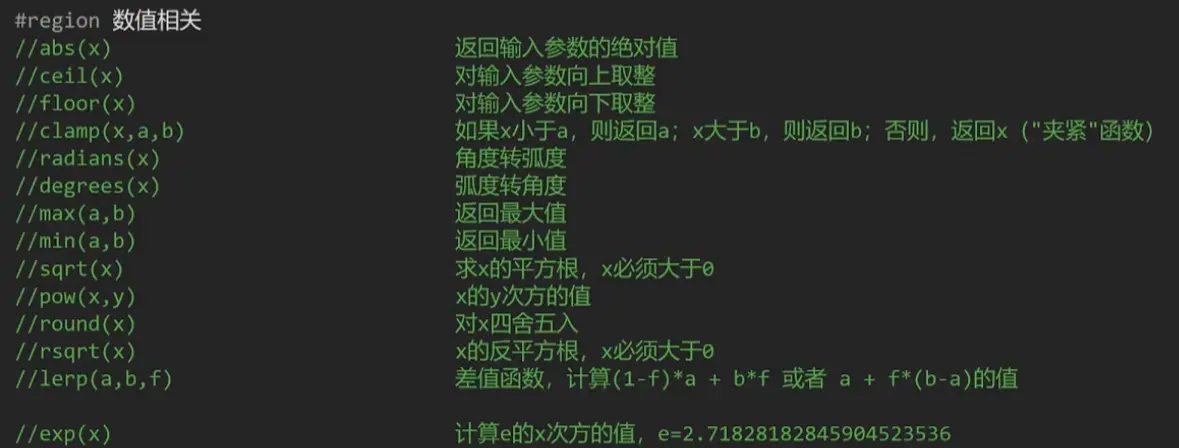 #region 数值相关
//abs(x) 返回输入参数的绝对值
//ceil(x) 对输入参数向上取整
//floor(x) 对输入参数向下取整
//clamp(x,a,b) 如果x小于a，则返回a；x大于b，则返回b；否则，返回x（"夹紧"函数）
//radians(x) 角度转弧度
//degrees(x) 弧度转角度
//max(a,b) 返回最大值
//min(a,b) 返回最小值
//sqrt(x) 求x的平方根，x必须大于0
//pow(x,y) x的y次方的值
//round(x) 对x四舍五入
//rsqrt(x) x的反平方根，x必须大于0
//lerp(a,b,f) 差值函数，计算(1-f)*a + b*f 或者 a + f*(b-a)的值
//exp(x) 计算e的x次方的值，e=2.71828182845904523536